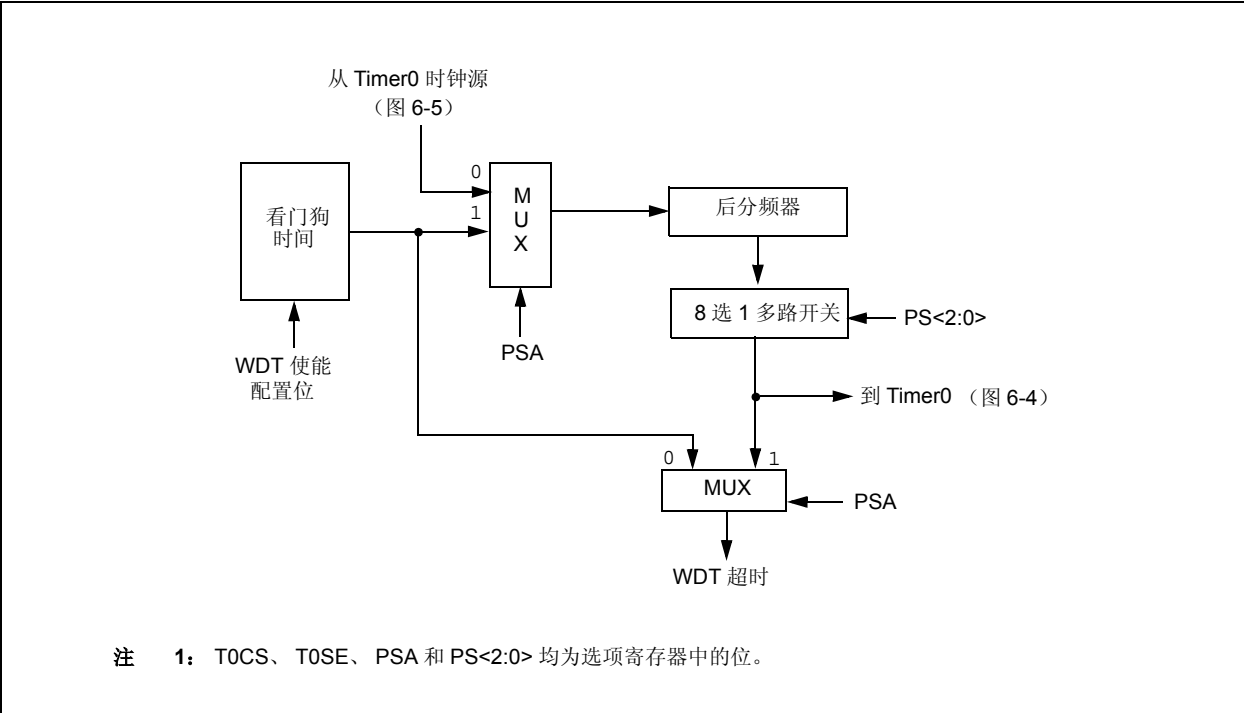 从 Timer0 时钟源
（图 6-5）
0
1
M
U
X
看门狗
时间
后分频器
8 选 1 多路开关
PS<2:0>
PSA
WDT 使能
配置位
到 Timer0 （图 6-4）
0
1
MUX
PSA
WDT 超时
注 1： T0CS、 T0SE、 PSA 和 PS<2:0> 均为选项寄存器中的位。